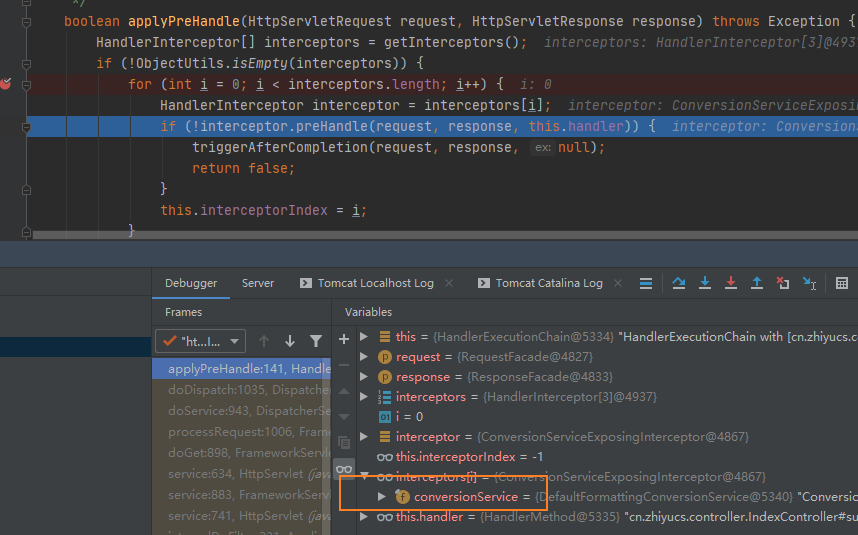 */
boolean applyPreHandle(HttpServletRequest request, HttpServletResponse response) throws Exception {
HandlerInterceptor[] interceptors = getInterceptors(); interceptors: HandlerInterceptor[3]@4937
if (!ObjectUtils.isEmpty(interceptors)) {
for (int i = 0; i < interceptors.length; i++) { i: 0
HandlerInterceptor interceptor = interceptors[i]; interceptor: ConversionServiceExposin
if (!interceptor.preHandle(request, response, this.handler)) { interceptor: Conversion
triggerAfterCompletion(request, response, ex: null);
return false;
}
this.interceptorIndex = i;
}
Debugger Server Tomcat Localhost Log Tomcat Catalina Log
Frames Variables
"ht...I...
applyPreHandle:141, Handle
doDispatch:1035, Dispatcher
doService:943, DispatcherSe
processRequest:1006, Fram
doGet:898, FrameworkServl
service:634, HttpServlet (jav
service:883, FrameworkServ
service:741, HttpServlet (jav
this = {HandlerExecutionChain@5334} "HandlerExecutionChain with [cn.zhiyucs.c
request = {RequestFacade@4827}
response = {ResponseFacade@4833}
interceptors = {HandlerInterceptor[3]@4937}
i = 0
interceptor = {ConversionServiceExposingInterceptor@4867}
this.interceptorIndex = -1
interceptors[i] = {ConversionServiceExposingInterceptor@4867}
conversionService = {DefaultFormattingConversionService@5340} "Conversio
this.handler = {HandlerMethod@5335} "cn.zhiyucs.controller.IndexController#su